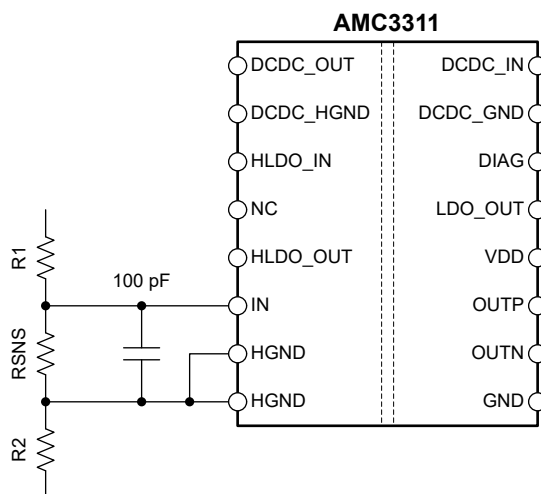 AMC3311
DCDC_OUT
DCDC_IN
DCDC_HGND
DCDC_GND
HLDO_IN
DIAG
NC
LDO_OUT
R1
HLDO_OUT
VDD
100 pF
IN
OUTP
RSNS
HGND
OUTN
HGND
GND
R2